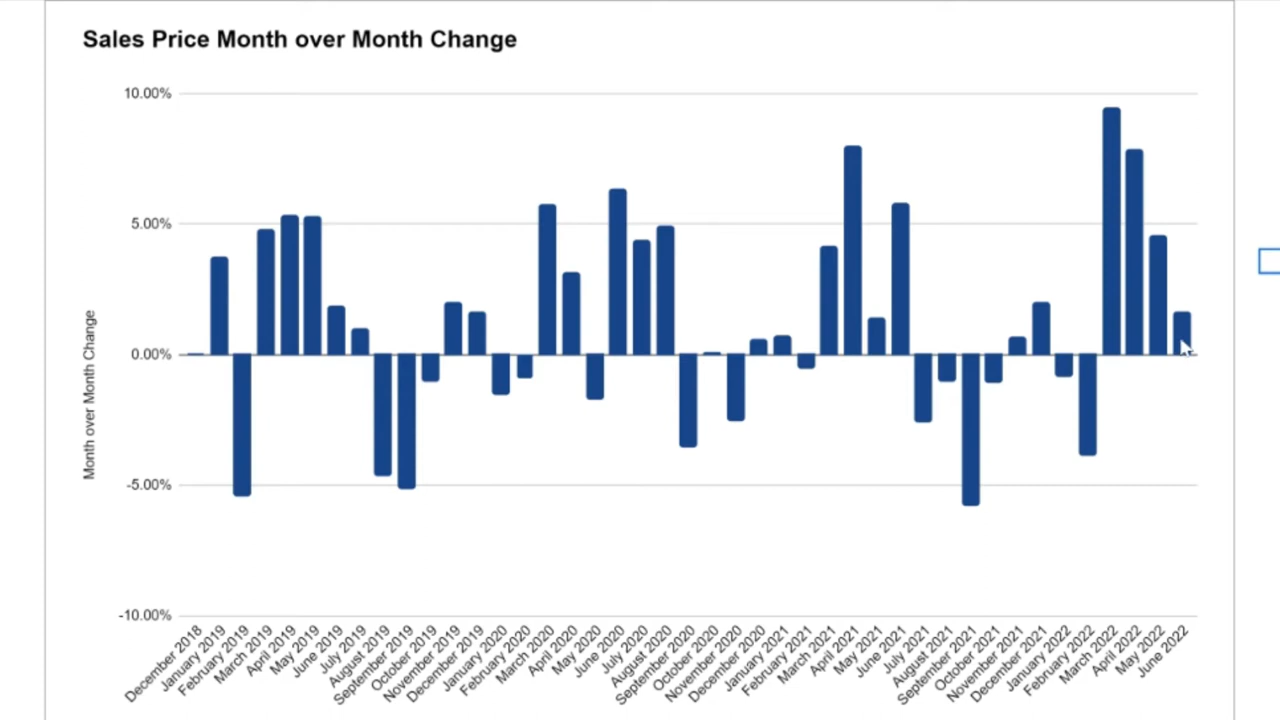 Sales Price Month over Month Change
10.00%
5.00%
0.00%
-5.00%
-10.00%
Month over Month Change
December 2018
January 2019
February 2019
March 2019
April 2019
May 2019
June 2019
July 2019
August 2019
September 2019
October 2019
November 2019
December 2019
January 2020
February 2020
March 2020
April 2020
May 2020
June 2020
July 2020
August 2020
September 2020
October 2020
November 2020
December 2020
January 2021
February 2021
March 2021
April 2021
May 2021
June 2021
July 2021
August 2021
September 2021
October 2021
November 2021
December 2021
January 2022
February 2022
March 2022
April 2022
May 2022
June 2022